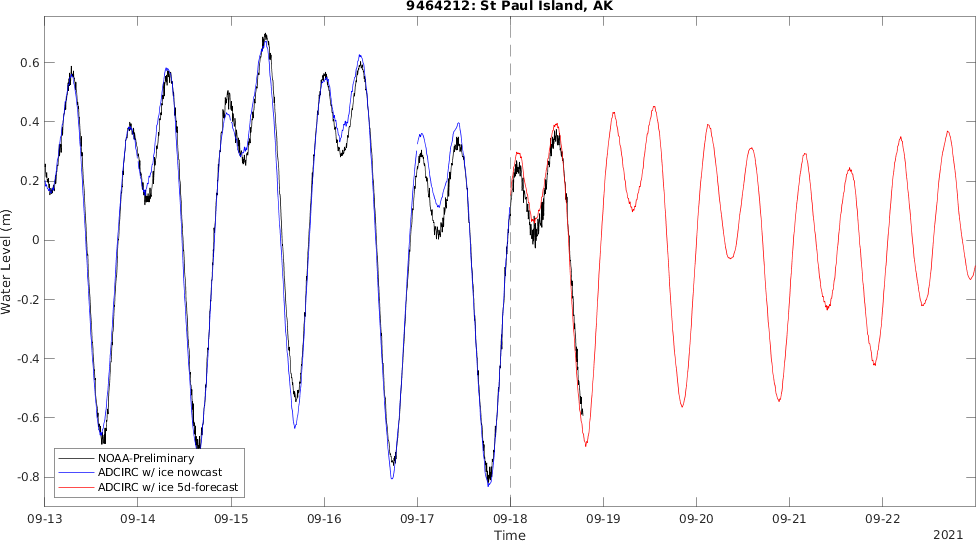 9464212: St Paul Island, AK
Water Level (m)
0.6
0.4
0.2
0
-0.2
-0.4
-0.6
-0.8
NOAA-Preliminary
ADCIRC w/ ice nowcast
ADCIRC w/ ice 5d-forecast
09-13 09-14 09-15 09-16 09-17 09-18 09-19 09-20 09-21 09-22
Time
2021